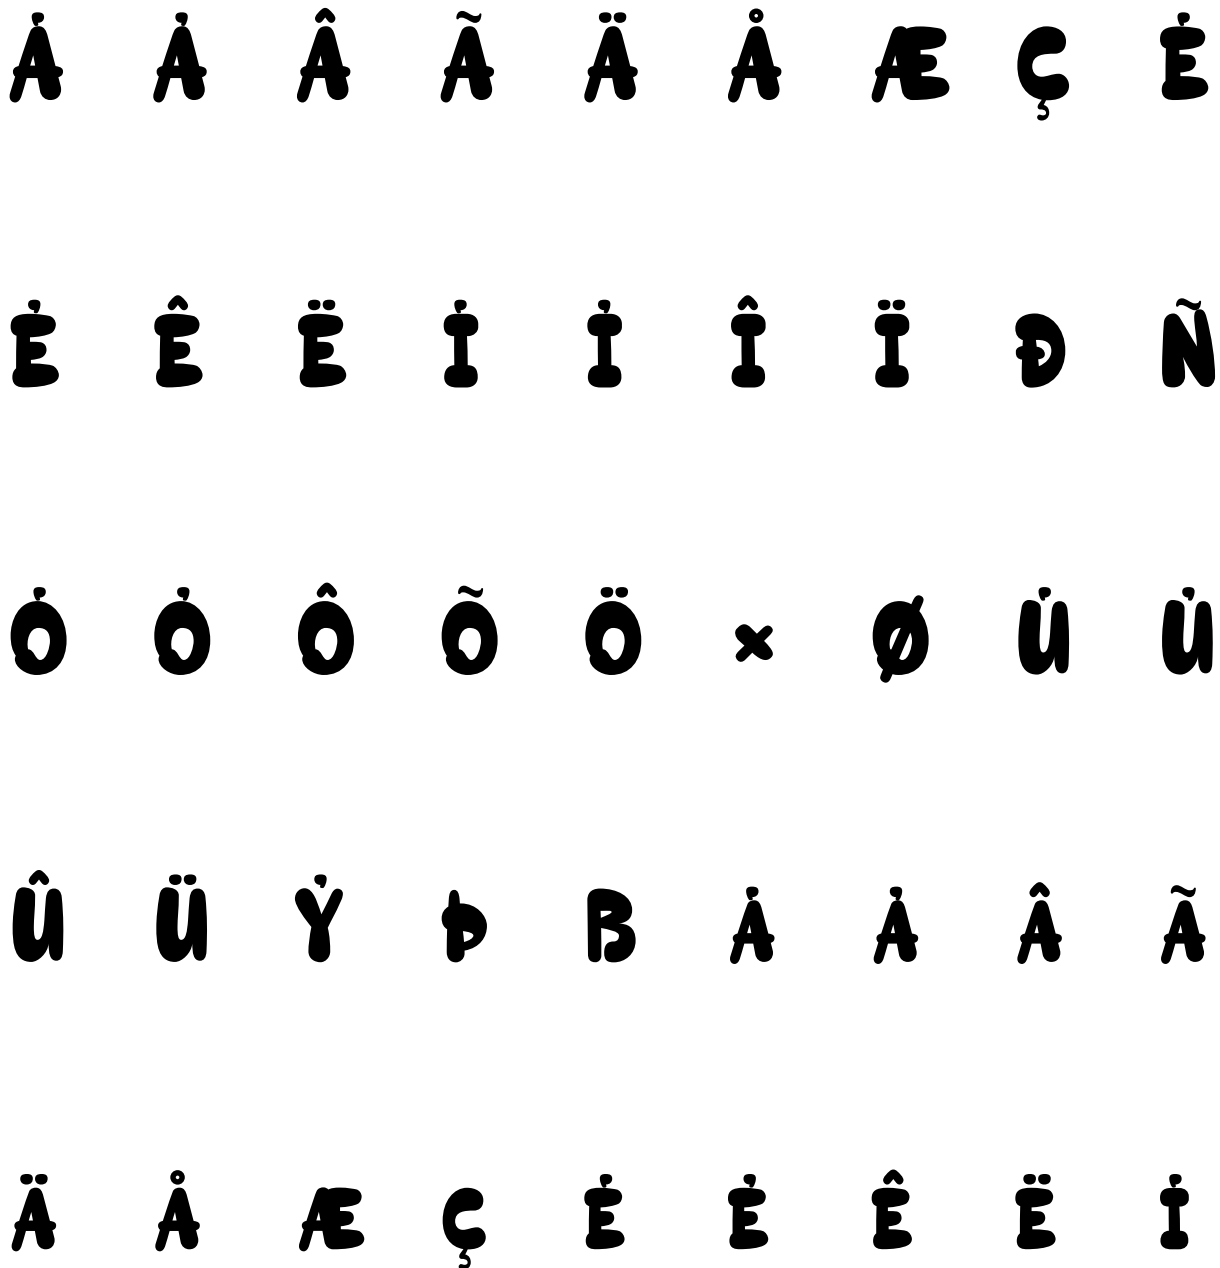 À Á Â Ã Ä Å Æ Ç È
É Ê Ë Ì Í Î Ï Ð Ñ
Ò Ó Ô Õ Ö × Ø Ù Ú
Û Ü Ý Þ ß à á â ã
ä å æ ç è é ê ë ì